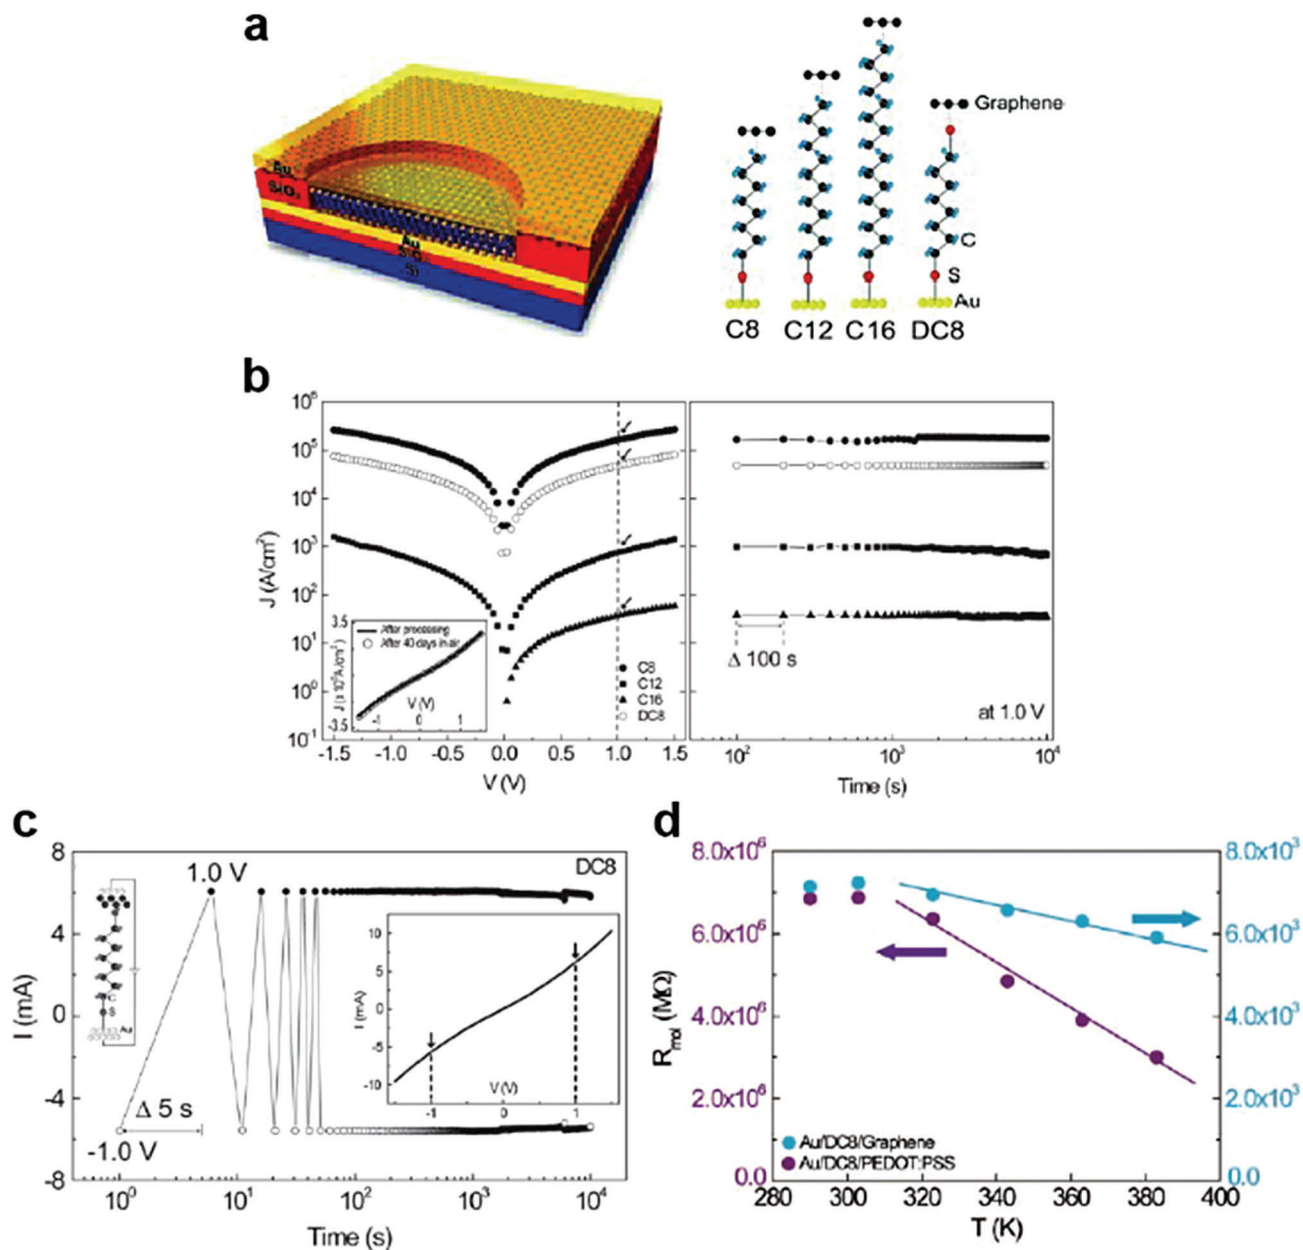 a
Graphene
C
S
Au
C8 C12 C16 DC8
Au
SiO₂
Au
b
J (A/cm²)
10⁶
10⁵
10⁴
10³
10²
10¹
10⁰
10⁻¹
-1.5 -1.0 -0.5 0.0 0.5 1.0 1.5
V (V)
3.5
-3.5
After processing
After 40 days in air
V (V)
-1 0 1
C8
C12
C16
DC8
Δ 100 s
at 1.0 V
10² 10³ 10⁴
Time (s)
c
I (mA)
8
4
0
-4
-8
1.0 V
DC8
-1.0 V
Δ 5 s
C
S
Au
I (mA)
10
5
0
-5
-10
V (V)
-1 0 1
10⁰ 10¹ 10² 10³ 10⁴
Time (s)
d
R_mol (MΩ)
8.0x10⁶
6.0x10⁶
4.0x10⁶
2.0x10⁶
0.0
8.0x10³
6.0x10³
4.0x10³
2.0x10³
0.0
Au/DC8/Graphene
Au/DC8/PEDOT:PSS
280 300 320 340 360 380 400
T (K)